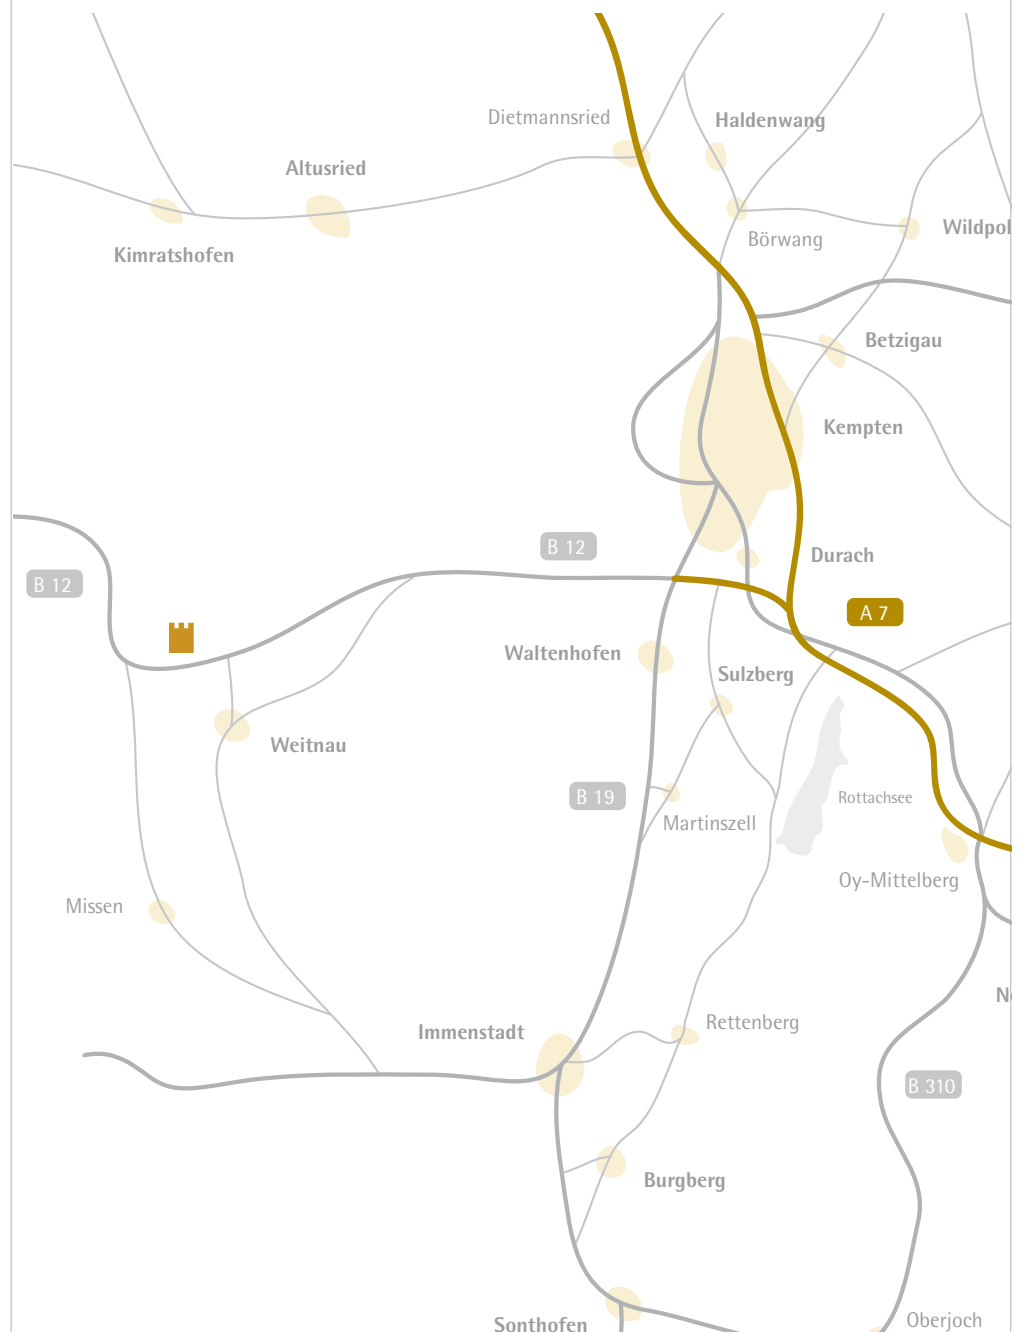 Dietmannsried
Haldenwang
Altusried
Wildpol
Börwang
Kimratshofen
Betzigau
Kempten
B 12
Durach
B 12
A 7
Waltenhofen
Sulzberg
Weitnau
B 19
Rottachsee
Martinszell
Oy-Mittelberg
Missen
N
Rettenberg
Immenstadt
B 310
Burgberg
Oberjoch
Sonthofen